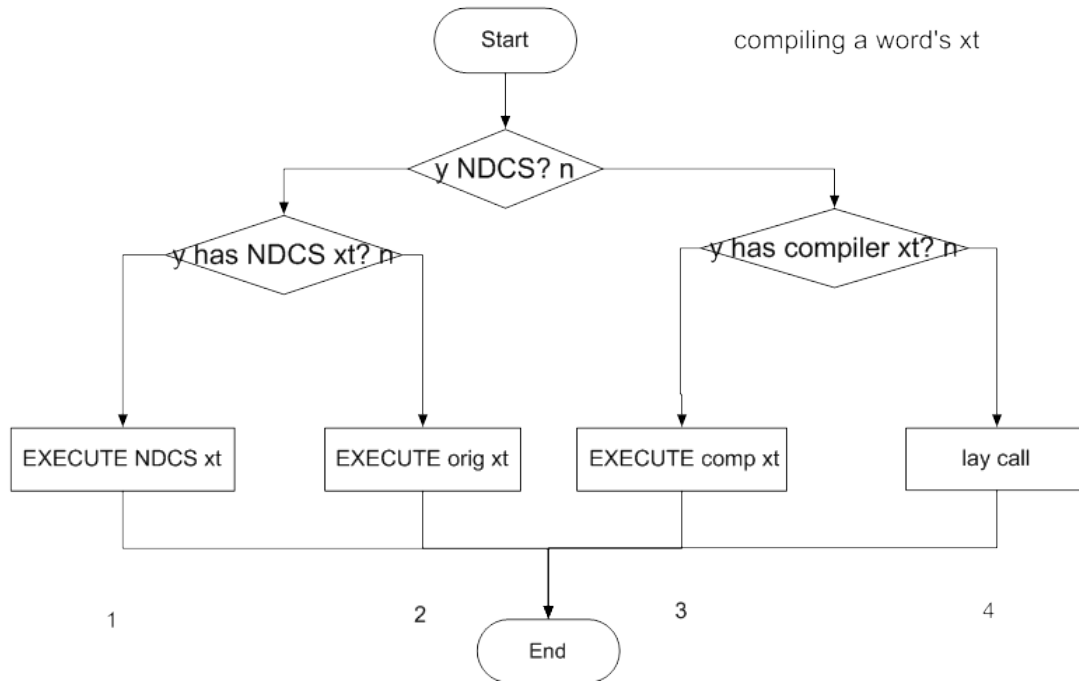 Start
compiling a word's xt
y NDCS? n
y has NDCS xt? n
y has compiler xt? n
EXECUTE NDCS xt
EXECUTE orig xt
EXECUTE comp xt
lay call
1
2
3
4
End